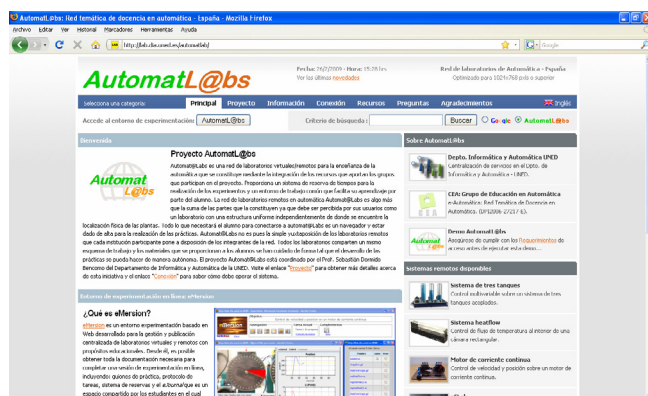 AutomatL@bs: Red temática de docencia en automática - España - Mozilla Firefox
Archivo Editar Ver Historial Marcadores Herramientas Ayuda
http://lab.dia.uned.es/automatlab/
Google
AutomatL@bs
Fecha: 26/2/2009 - Hora: 15:28 hrs.
Ver las últimas novedades
Red de laboratorios de automática - España
Optimizado para 1024x768 px/s o superior
Selecciona una categoría:
Principal Proyecto Información Conexión Recursos Preguntas Agradecimientos
Inglés
Accede al entorno de experimentación: AutomatL@bs
Criterio de búsqueda: Buscar Google AutomatL@bs
Bienvenida
Automat L@bs
Proyecto AutomatL@bs
AutomatL@bs es una red de laboratorios virtuales/remotos para la enseñanza de la
automática que se constituye mediante la integración de los recursos que aportan los grupos
que participan en el proyecto. Proporciona un sistema de reserva de tiempos para la
realización de los experimentos y un entorno de trabajo común que facilita su aprendizaje por
parte del alumno. La red de laboratorios remotos en automática AutomatL@bs es algo más
que la suma de las partes que la constituyen ya que debe ser percibida por sus usuarios como
un laboratorio con una estructura uniforme independientemente de donde se encuentre la
localización física de las plantas. Todo lo que necesitará el alumno para conectarse a automatL@bs es un navegador y estar
dado de alta para la realización de las prácticas. AutomatL@bs no es pues la simple yuxtaposición de los laboratorios remotos
que cada institución participante pone a disposición de los integrantes de la red. Todos los laboratorios comparten un mismo
esquema de trabajo y los materiales que se proporcionan a los alumnos se han cuidado de forma tal que el desarrollo de las
prácticas se pueda hacer de manera autónoma. El proyecto AutomatL@bs está coordinado por el Prof. Sebastián Dormido
Bencomo del Departamento de Informática y Automática de la UNED. Visite el enlace "Proyecto" para obtener más detalles acerca
de esta iniciativa y el enlace "Conexión" para saber cómo debe operar el sistema.
Entorno de experimentación en línea: eMersion
¿Qué es eMersion?
eMersion es un entorno experimentación basado en
Web desarrollado para la gestión y publicación
centralizada de laboratorios virtuales y remotos con
propósitos educacionales. Desde él, es posible
obtener toda la documentación necesaria para
completar una sesión de experimentación en línea,
incluyendo: guiones de práctica, protocolo de
tareas, sistema de reservas y el eJournal que es un
espacio compartido por los estudiantes en el cual
Sobre AutomatL@bs
Depto. Informática y Automática UNED
Centralización de servicios en el Dpto. de
Informática y Automática - UNED.
CEA: Grupo de Educación en Automática
e-Automática: Red Temática de Docencia en
Automática. (DPI2006-27217 E).
Demo AutomatL@bs
Asegúrese de cumplir con los Requerimientos de
acceso antes de ejecutar esta demo...
Sistemas remotos disponibles
Sistema de tres tanques
Control multivariable sobre un sistema de tres
tanques acoplados.
Sistema heatflow
Control de flujo de temperatura al interior de una
cámara rectangular.
Motor de corriente continua
Control de velocidad y posición sobre un motor de
corriente continua.